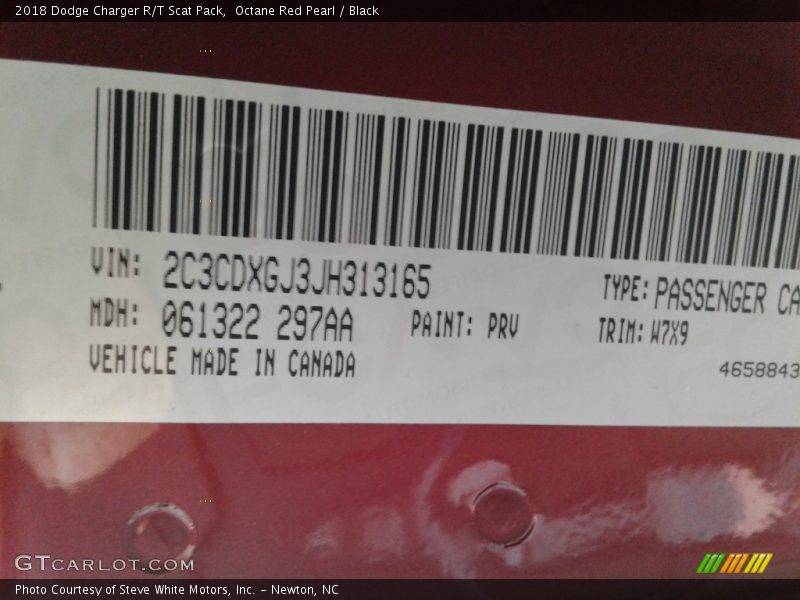 2018 Dodge Charger R/T Scat Pack, Octane Red Pearl / Black
VIN: 2C3CDXGJ3JH313165
TYPE: PASSENGER CA
MDH: 061322 297AA
PAINT: PRV
TRIM: W7X9
VEHICLE MADE IN CANADA
4658843
GTCARLOT.COM
Photo Courtesy of Steve White Motors, Inc. – Newton, NC